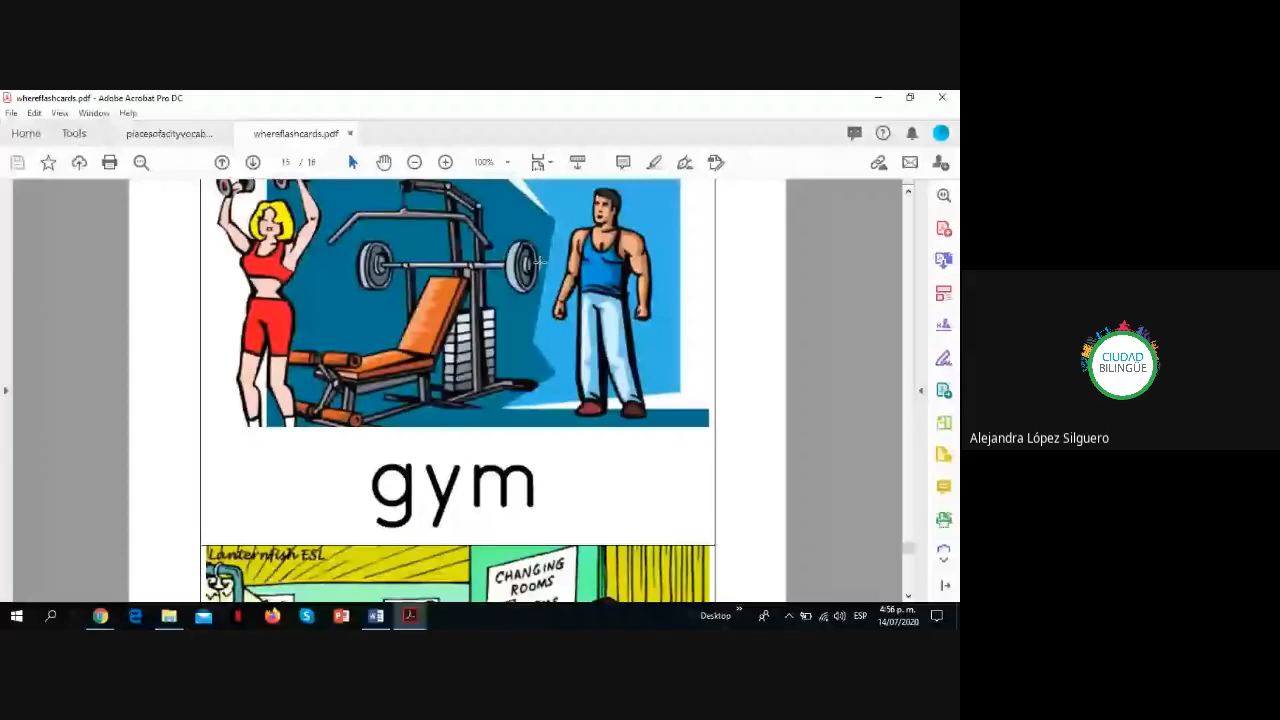 whereflashcards.pdf - Adobe Acrobat Pro DC
File Edit View Window Help
Home Tools placesofacityvocab... whereflashcards.pdf ×
15 / 18 100%
gym
Lanternfish ESL
CHANGING
ROOMS
CIUDAD
BILINGÜE
Alejandra López Silguero
Desktop » ESP
4:56 p. m.
14/07/2020